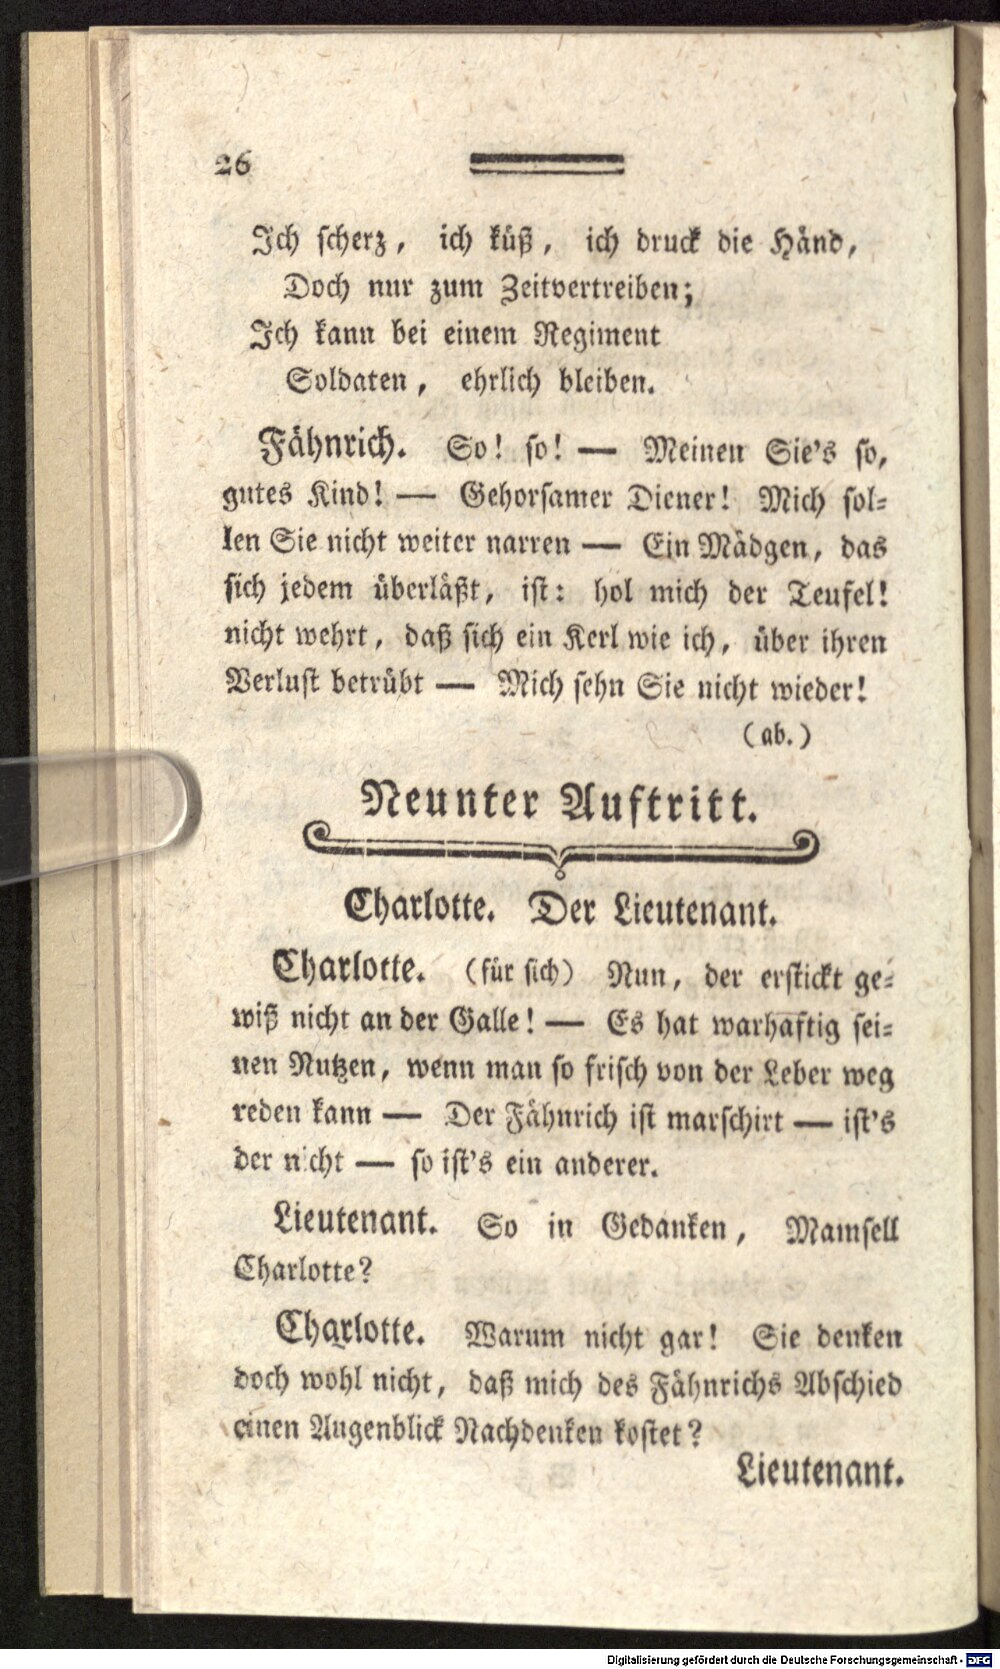 26
Ich scherz, ich küß, ich druck die Händ,
Doch nur zum Zeitvertreiben;
Ich kann bei einem Regiment
Soldaten, ehrlich bleiben.
Fähnrich. So! so! — Meinen Sie's so,
gutes Kind! — Gehorsamer Diener! Mich sol-
len Sie nicht weiter narren — Ein Mädgen, das
sich jedem überläßt, ist: hol mich der Teufel!
nicht wehrt, daß sich ein Kerl wie ich, über ihren
Verlust betrübt — Mich sehn Sie nicht wieder!
(ab.)
Neunter Auftritt.
Charlotte. Der Lieutenant.
Charlotte. (für sich) Nun, der erstickt ge-
wiß nicht an der Galle! — Es hat warhaftig sei-
nen Nutzen, wenn man so frisch von der Leber weg
reden kann — Der Fähnrich ist marschirt — ist's
der nicht — so ist's ein anderer.
Lieutenant. So in Gedanken, Mamsell
Charlotte?
Charlotte. Warum nicht gar! Sie denken
doch wohl nicht, daß mich des Fähnrichs Abschied
einen Augenblick Nachdenken kostet?
Lieutenant.
Digitalisierung gefördert durch die Deutsche Forschungsgemeinschaft - DFG